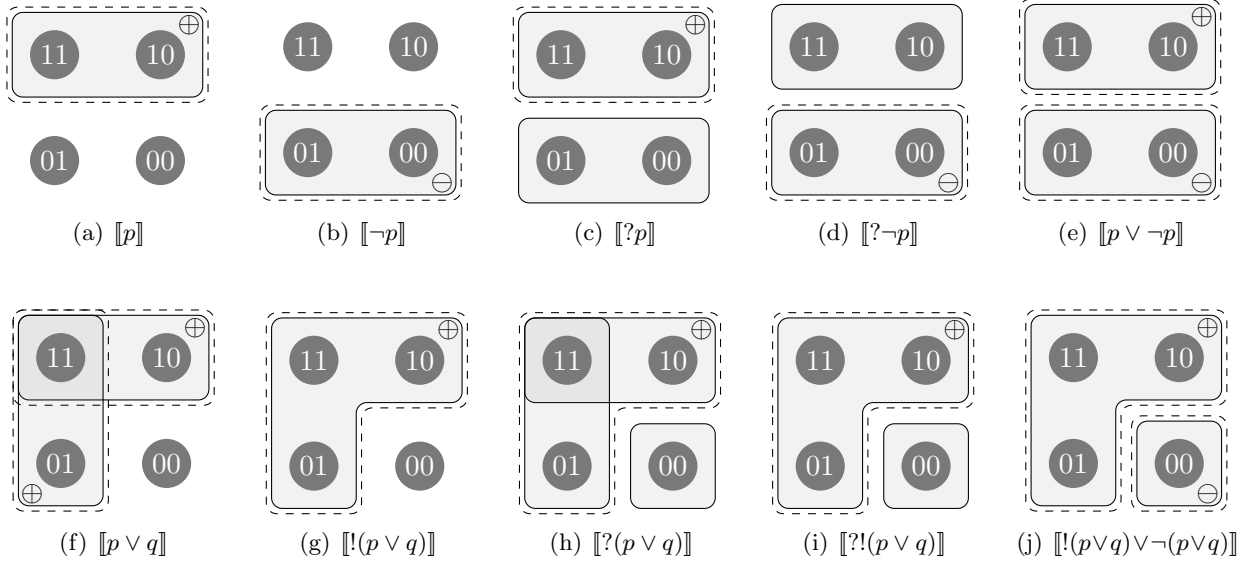 11 10 ⊕ 11 10 11 10 ⊕ 11 10 11 10 ⊕
01 00 01 00 ⊖ 01 00 01 00 ⊖ 01 00 ⊖
(a) ⟦p⟧ (b) ⟦¬p⟧ (c) ⟦?p⟧ (d) ⟦?¬p⟧ (e) ⟦p ∨ ¬p⟧
11 10 ⊕ 11 10 ⊕ 11 10 ⊕ 11 10 ⊕ 11 10 ⊕
01 ⊕ 00 01 00 01 00 01 00 01 00 ⊖
(f) ⟦p ∨ q⟧ (g) ⟦!(p ∨ q)⟧ (h) ⟦?(p ∨ q)⟧ (i) ⟦?!(p ∨ q)⟧ (j) ⟦!(p∨q)∨¬(p∨q)⟧